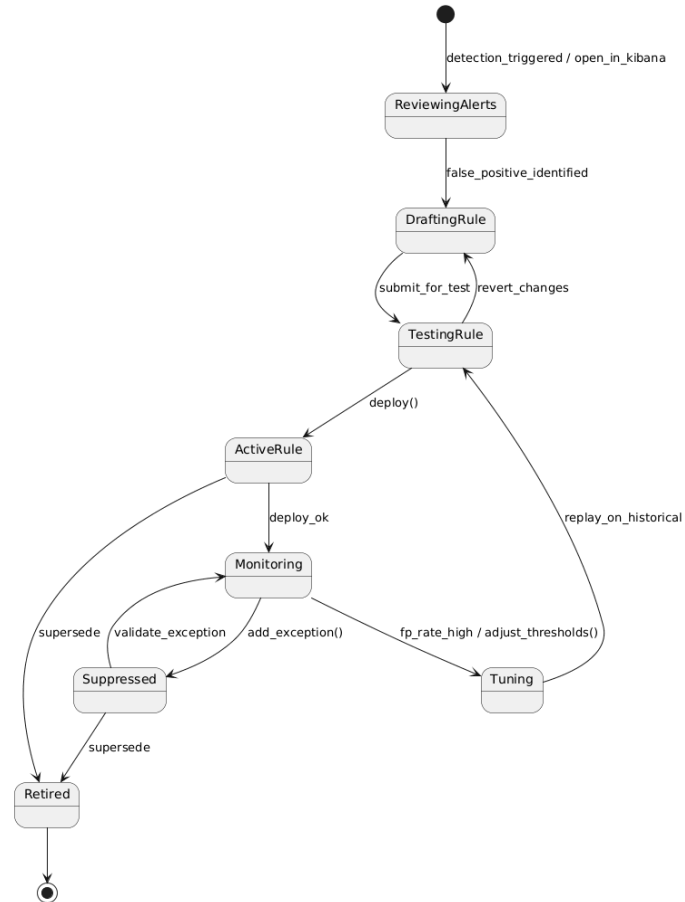 detection_triggered / open_in_kibana
ReviewingAlerts
false_positive_identified
DraftingRule
submit_for_test
revert_changes
TestingRule
deploy()
ActiveRule
replay_on_historical
deploy_ok
Monitoring
supersede
validate_exception
add_exception()
fp_rate_high / adjust_thresholds()
Suppressed
Tuning
supersede
Retired